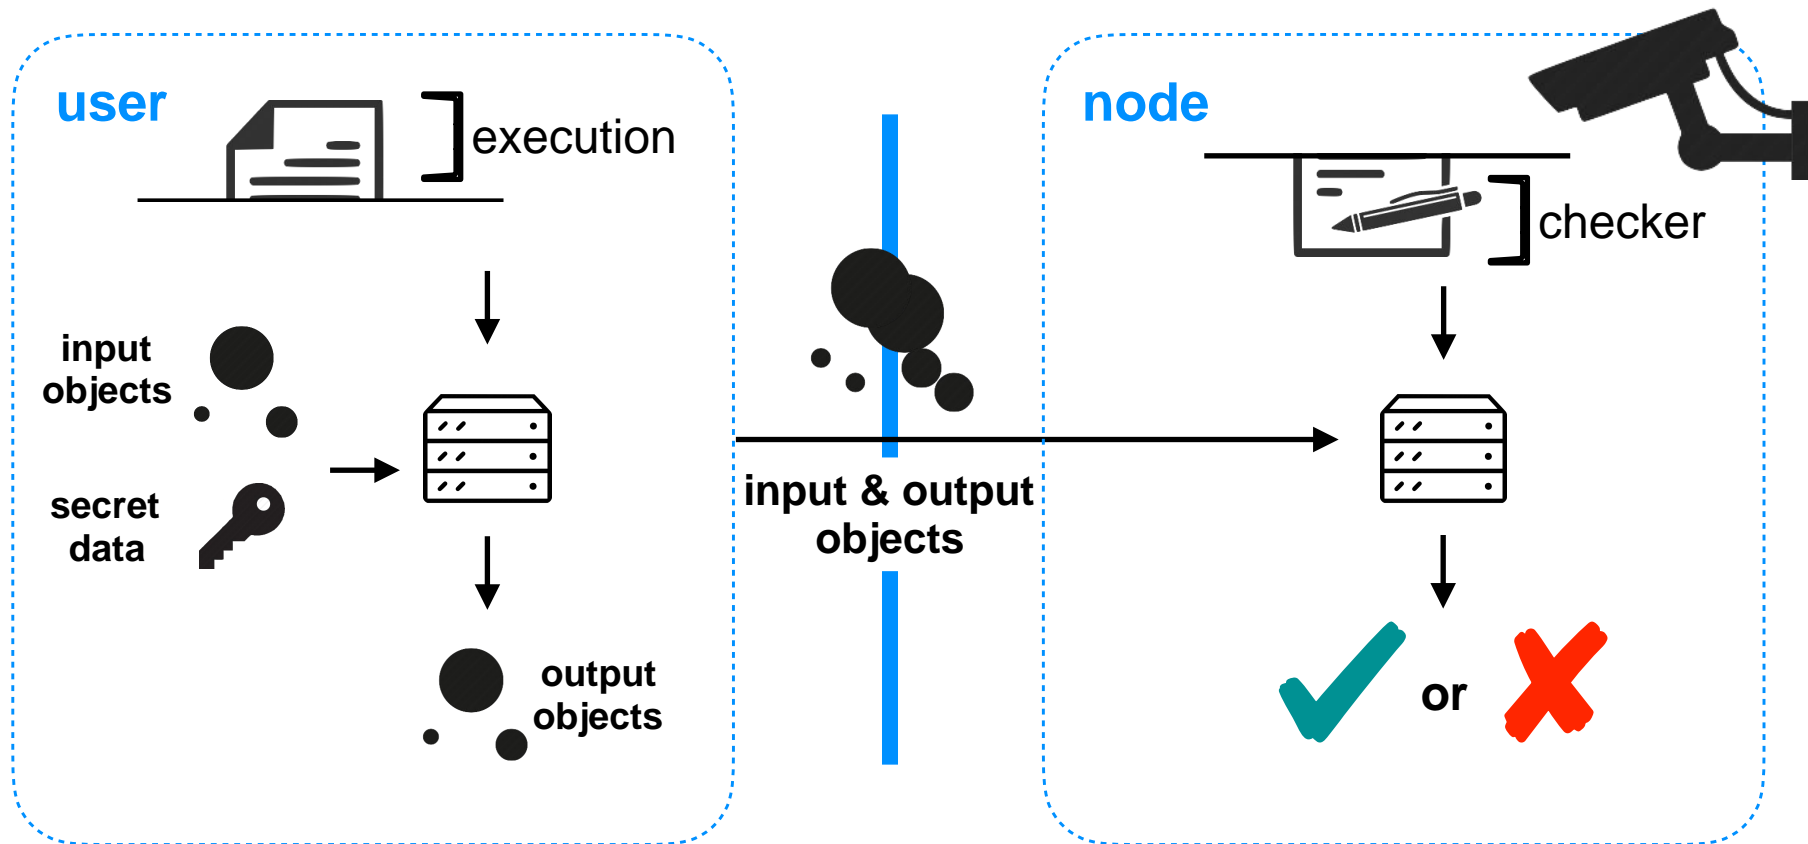 user
execution
input
objects
secret
data
output
objects
input & output
objects
node
checker
or